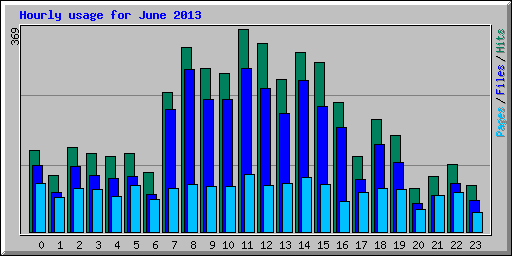 Hourly usage for June 2013
369
Pages / Files / Hits
0 1 2 3 4 5 6 7 8 9 10 11 12 13 14 15 16 17 18 19 20 21 22 23